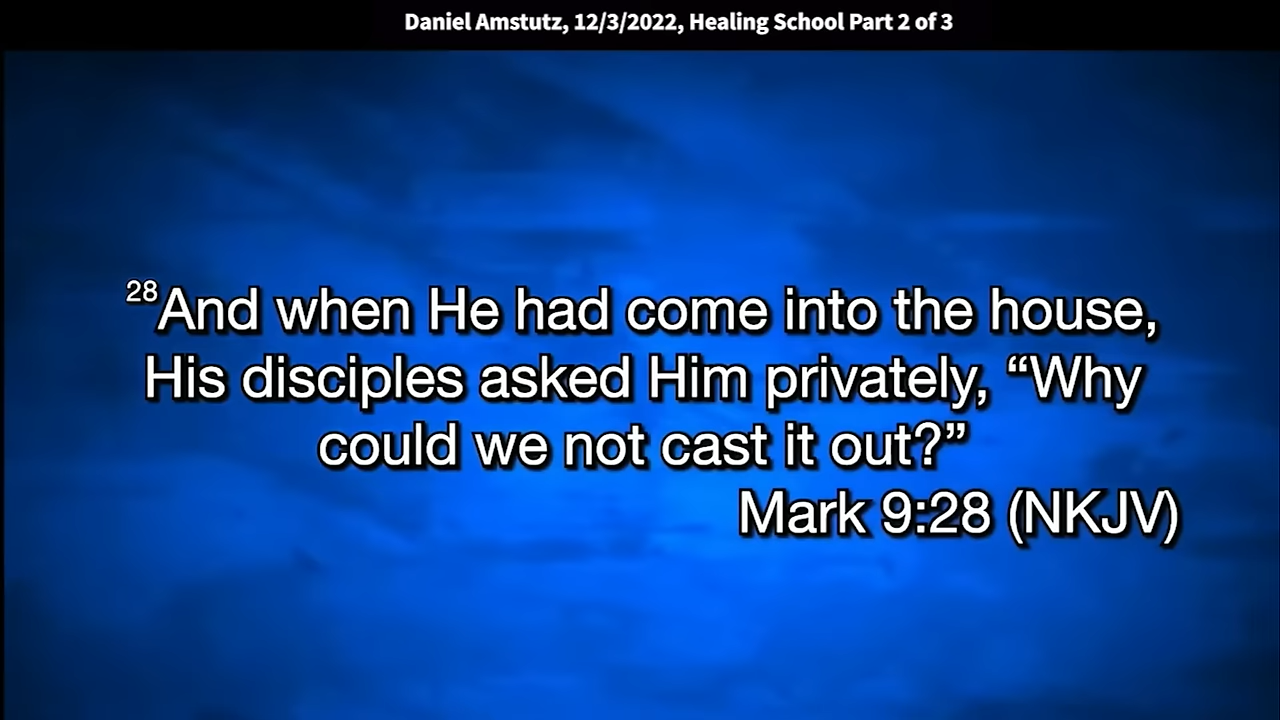 Daniel Amstutz, 12/3/2022, Healing School Part 2 of 3
28And when He had come into the house,
His disciples asked Him privately, “Why
could we not cast it out?”
Mark 9:28 (NKJV)